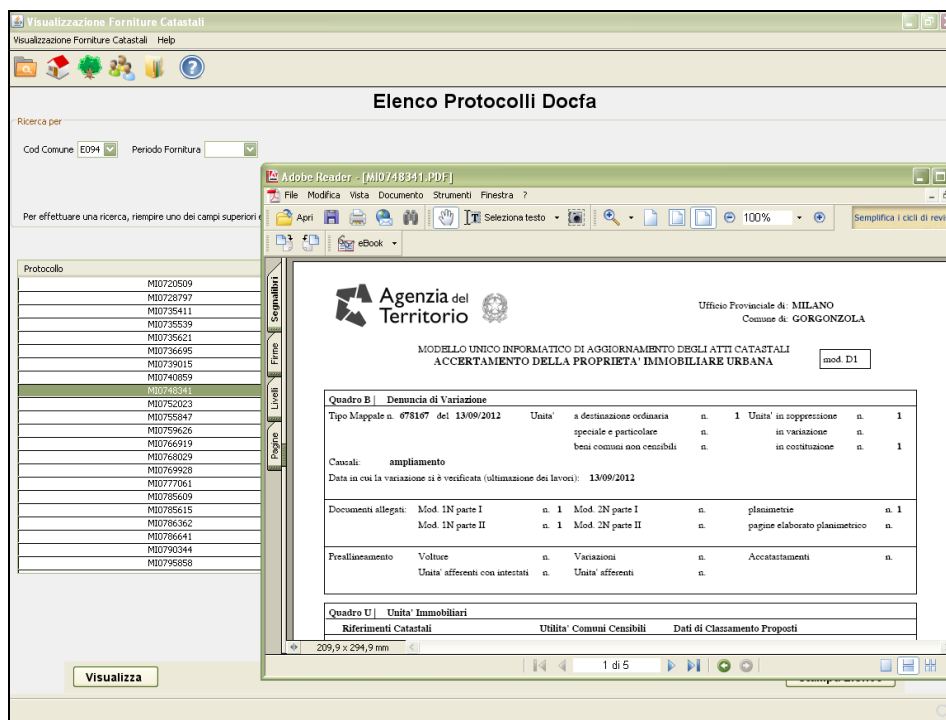 Visualizzazione Forniture Catastali
Visualizzazione Forniture Catastali Help
Elenco Protocolli Docfa
Ricerca per
Cod Comune E094 Periodo Fornitura
Per effettuare una ricerca, riempire uno dei campi superiori
Protocollo
MI0720509
MI0728797
MI0735411
MI0735539
MI0735621
MI0736695
MI0739015
MI0740859
MI0748341
MI0752023
MI0755847
MI0759626
MI0766919
MI0768029
MI0769928
MI0777061
MI0785609
MI0785615
MI0786362
MI0786641
MI0790344
MI0795858
Visualizza
Adobe Reader - [MI0748341.PDF]
File Modifica Vista Documento Strumenti Finestra ?
Apri Seleziona testo 100% Semplifica i cicli di
eBook
Segnalibri
Firme
Livelli
Pagine
Agenzia del
Territorio
Ufficio Provinciale di: MILANO
Comune di: GORGONZOLA
MODELLO UNICO INFORMATICO DI AGGIORNAMENTO DEGLI ATTI CATASTALI
ACCERTAMENTO DELLA PROPRIETA' IMMOBILIARE URBANA
mod. D1
Quadro B | Denuncia di Variazione
Tipo Mappale n. 678167 del 13/09/2012 Unita' a destinazione ordinaria n. 1 Unita' in soppressione n. 1
speciale e particolare n. in variazione n.
beni comuni non censibili n. in costituzione n. 1
Causali: ampliamento
Data in cui la variazione si è verificata (ultimazione dei lavori): 13/09/2012
Documenti allegati: Mod. 1N parte I n. 1 Mod. 2N parte I n. planimetrie n. 1
Mod. 1N parte II n. 1 Mod. 2N parte II n. pagine elaborato planimetrico n.
Preallineamento Volture n. Variazioni n. Accatastamenti n.
Unita' afferenti con intestati n. Unita' afferenti n.
Quadro U | Unita' Immobiliari
Riferimenti Catastali Utilita' Comuni Censibili Dati di Classamento Proposti
209,9 x 294,9 mm
1 di 5